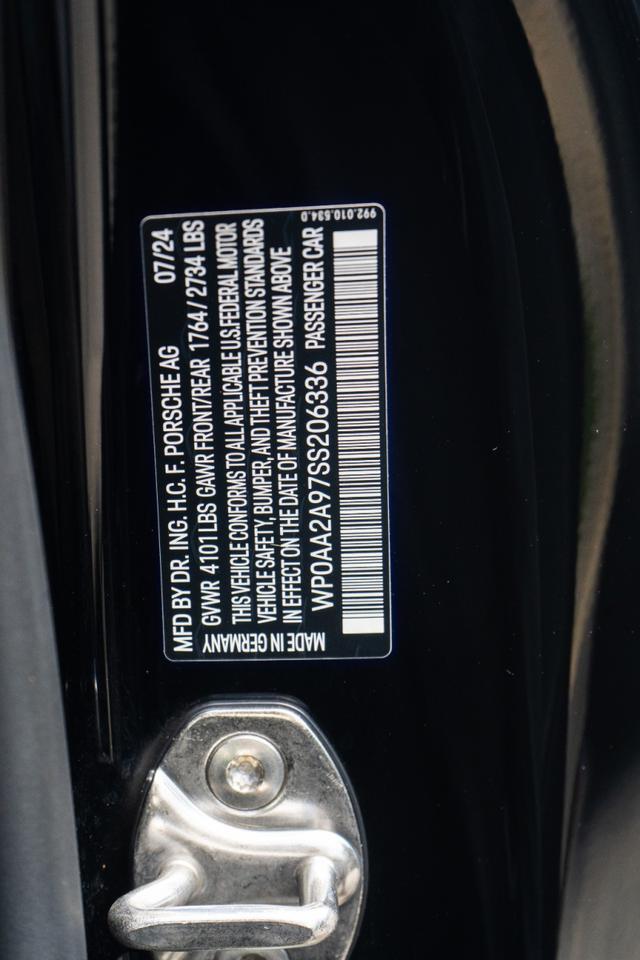 MFD BY DR. ING. H.C. F. PORSCHE AG 07/24
GVWR 4101 LBS GAWR FRONT/REAR 1764 / 2734 LBS
THIS VEHICLE CONFORMS TO ALL APPLICABLE U.S. FEDERAL MOTOR
VEHICLE SAFETY, BUMPER, AND THEFT PREVENTION STANDARDS
IN EFFECT ON THE DATE OF MANUFACTURE SHOWN ABOVE
WP0AA2A97SS206336 PASSENGER CAR
MADE IN GERMANY
992.010.534.D